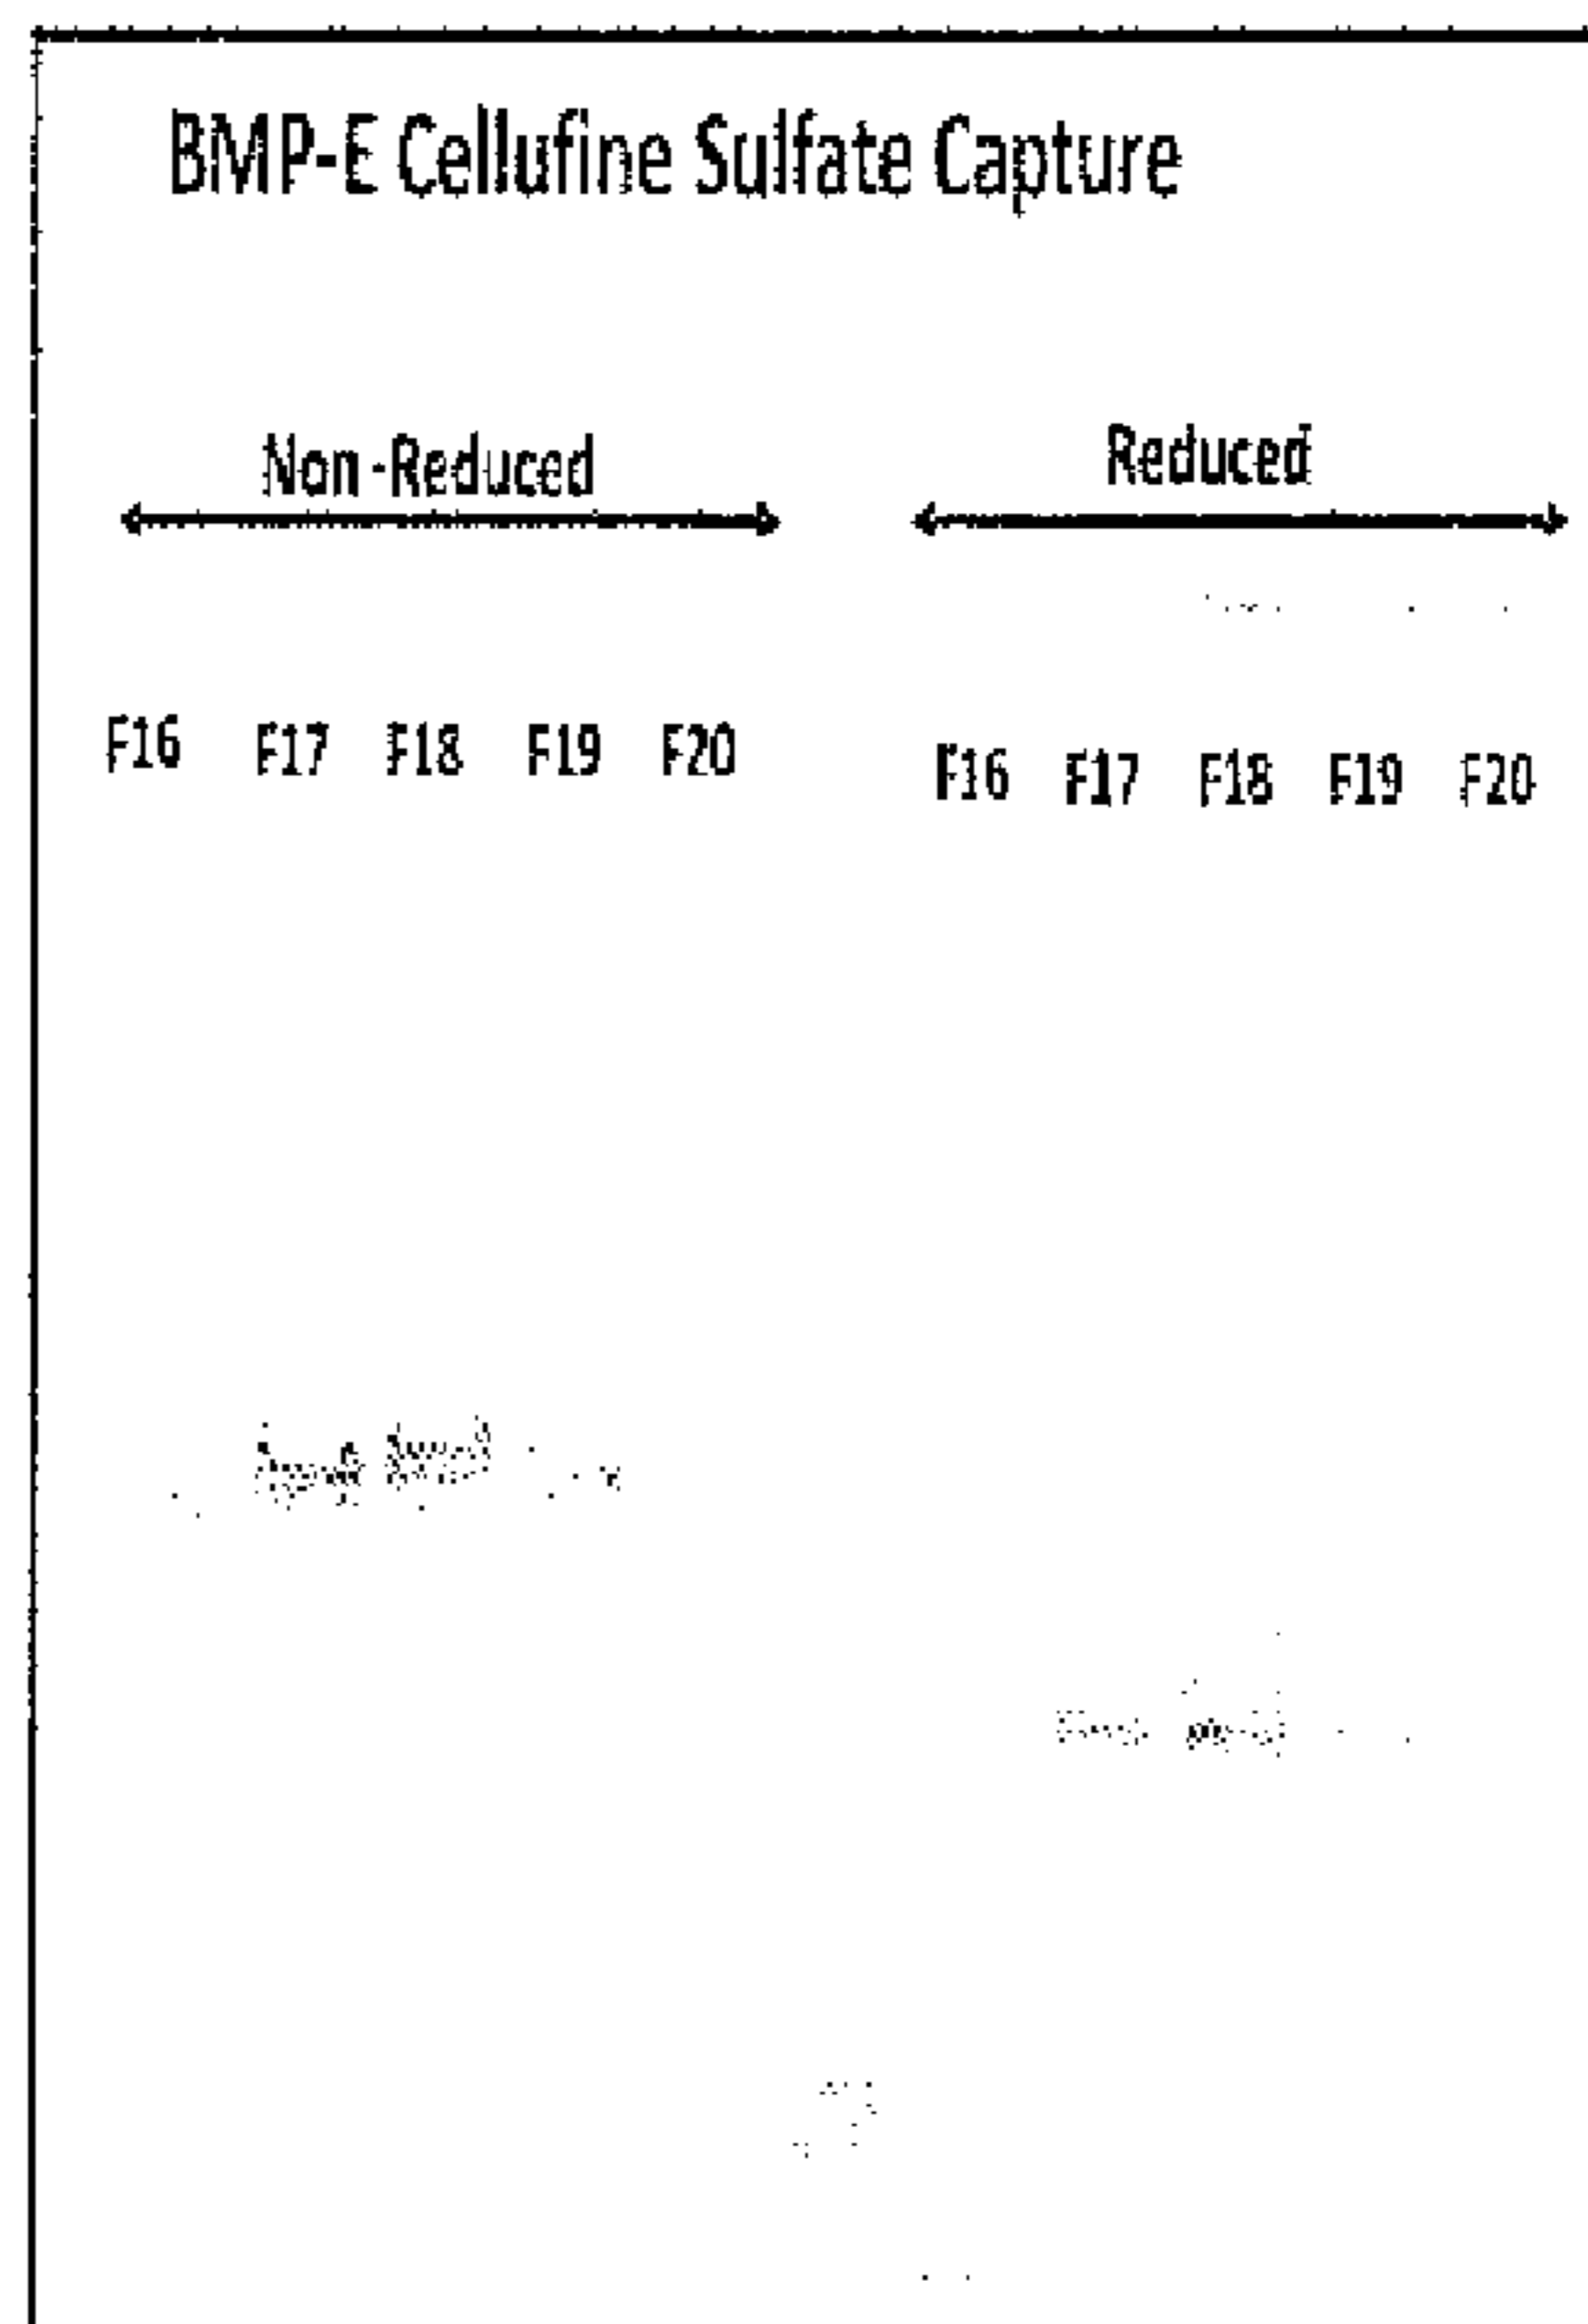 BMP-E Cellufine Sulfate Capture
Non-Reduced Reduced
F16 F17 F18 F19 F20 F16 F17 F18 F19 F20